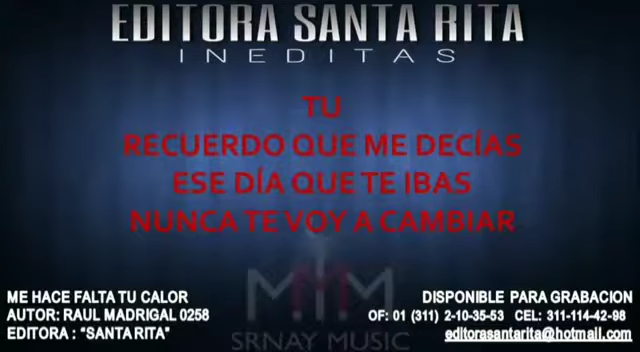 EDITORA SANTA RITA
INEDITAS
TU
RECUERDO QUE ME DECÍAS
ESE DÍA QUE TE IBAS
NUNCA TE VOY A CAMBIAR
MMM
SRNAY MUSIC
ME HACE FALTA TU CALOR
AUTOR: RAUL MADRIGAL 0258
EDITORA : “SANTA RITA”
DISPONIBLE PARA GRABACION
OF: 01 (311) 2-10-35-53 CEL: 311-114-42-98
editorasantarita@hotmail.com